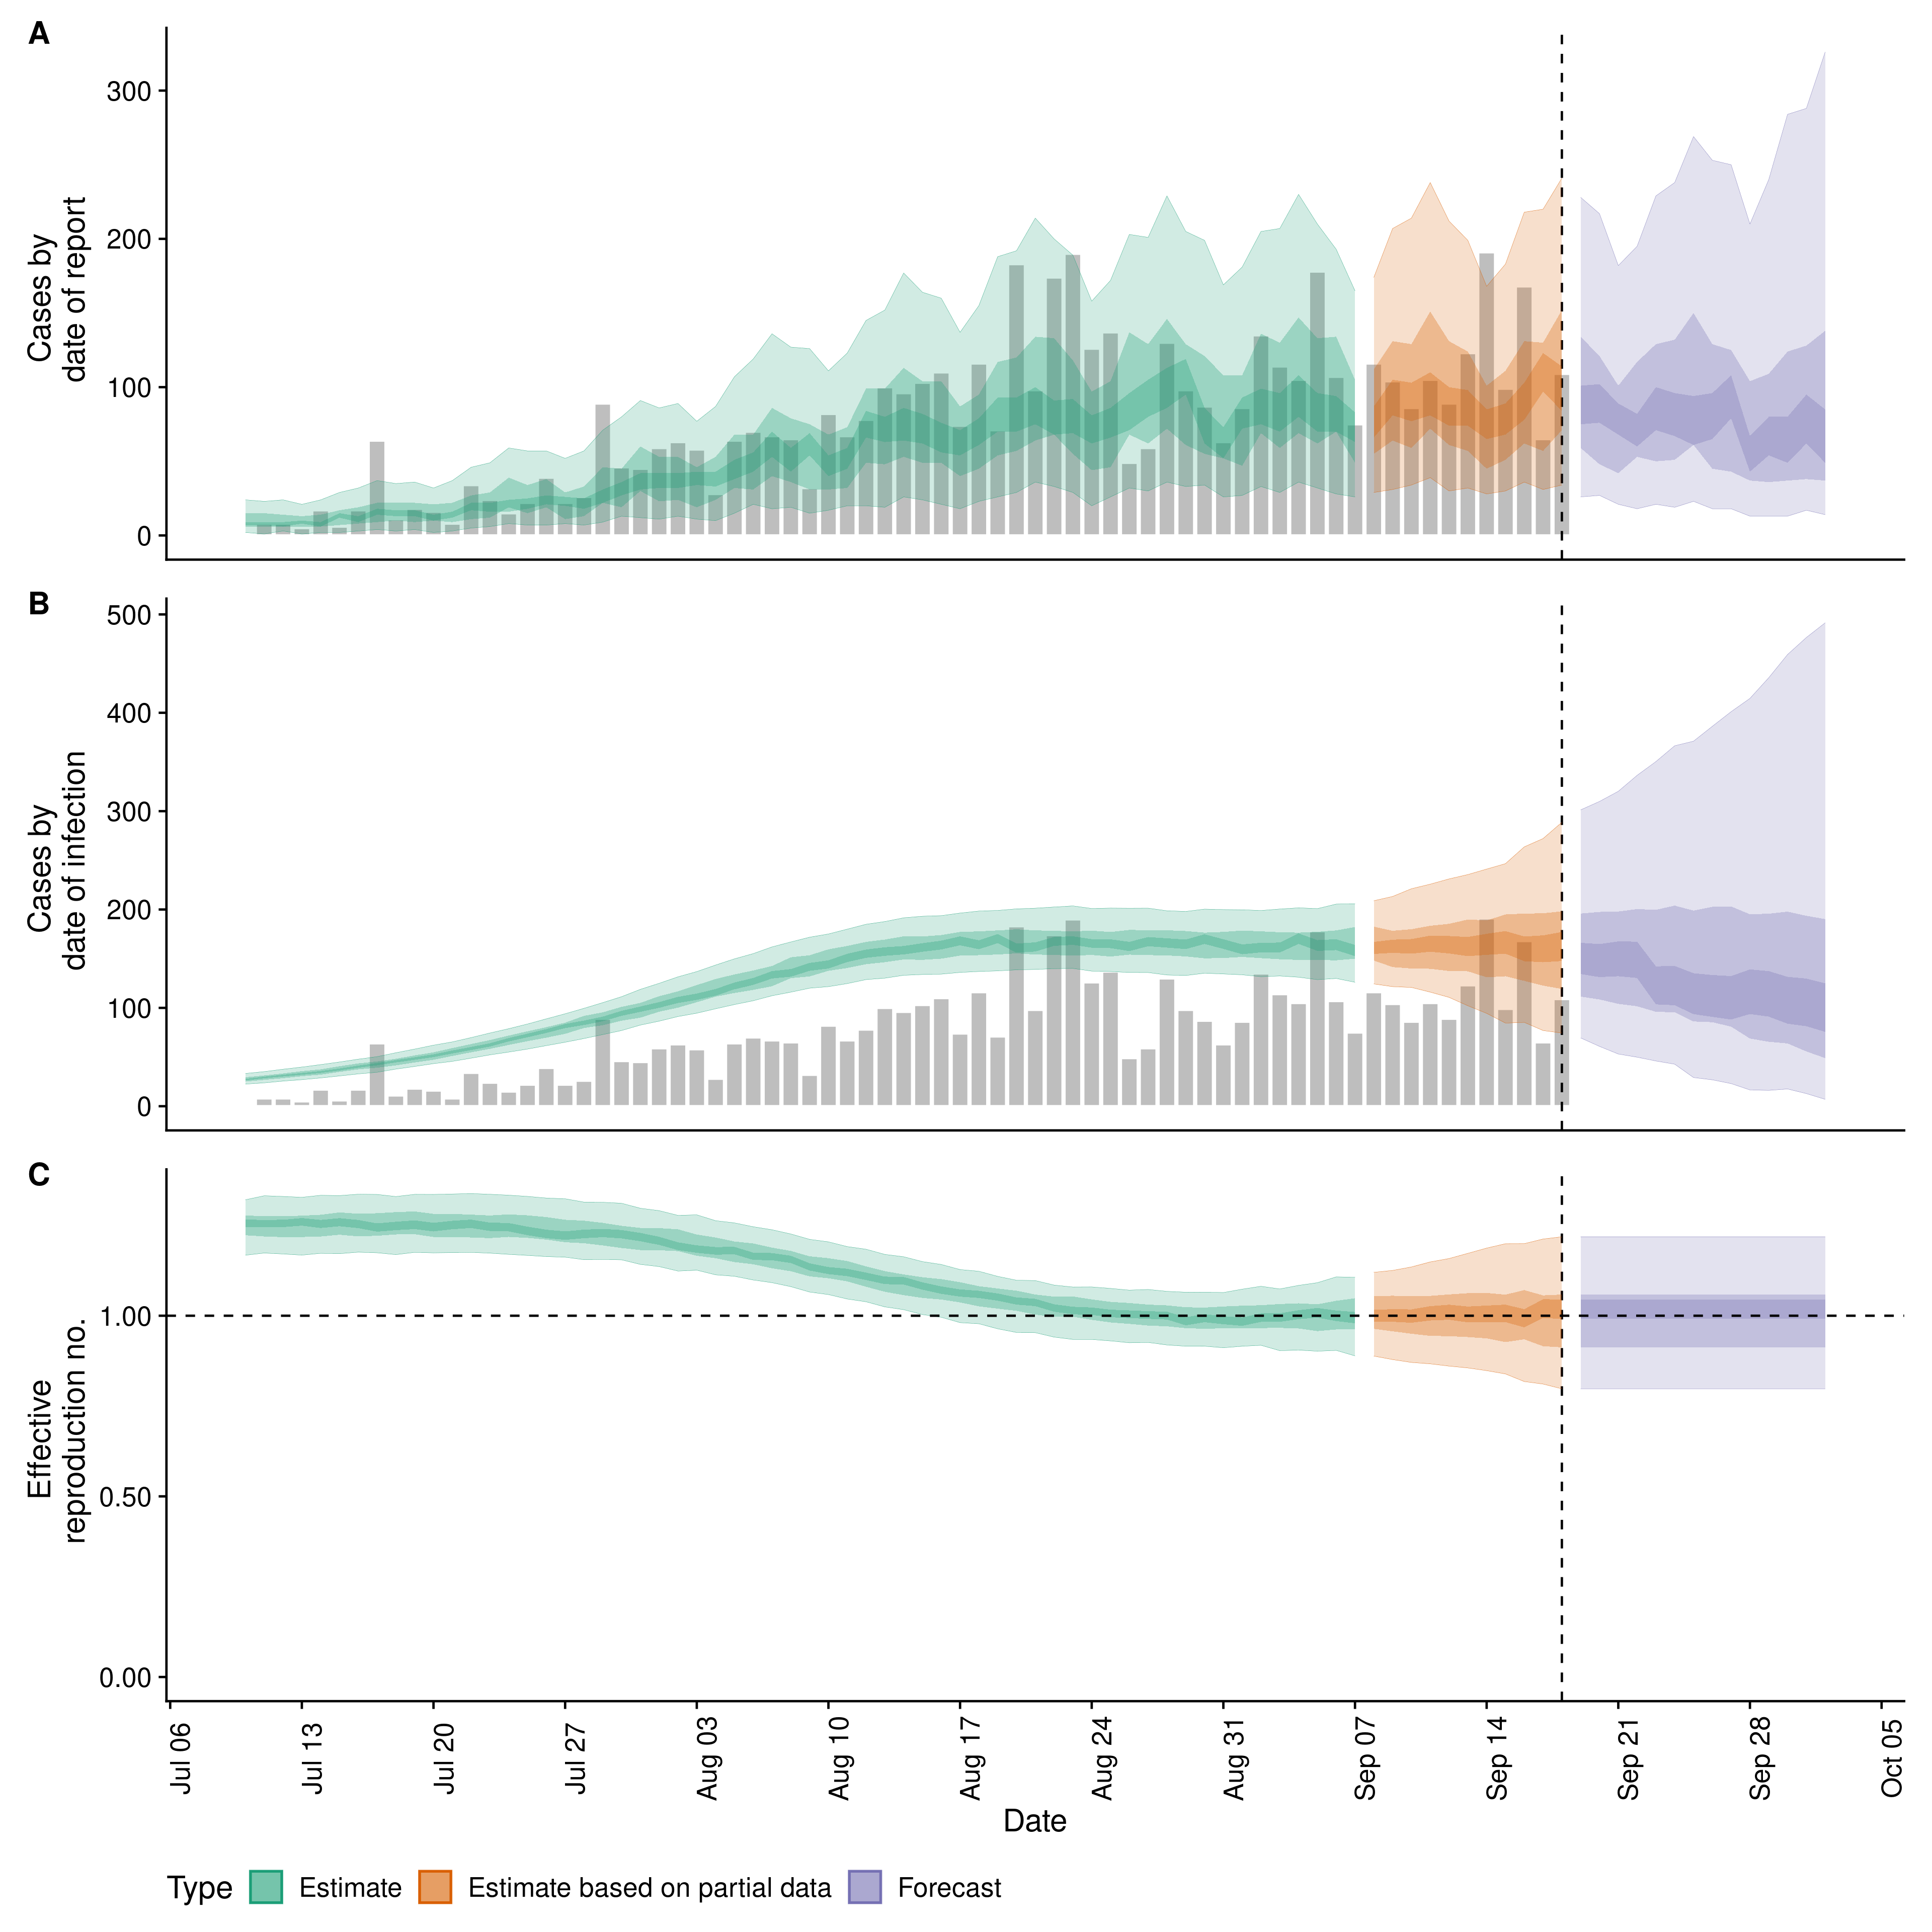 A
Cases by
date of report
300
200
100
0
B
Cases by
date of infection
500
400
300
200
100
0
C
Effective
reproduction no.
1.00
0.50
0.00
Jul 06
Jul 13
Jul 20
Jul 27
Aug 03
Aug 10
Aug 17
Aug 24
Aug 31
Sep 07
Sep 14
Sep 21
Sep 28
Oct 05
Date
Type Estimate Estimate based on partial data Forecast